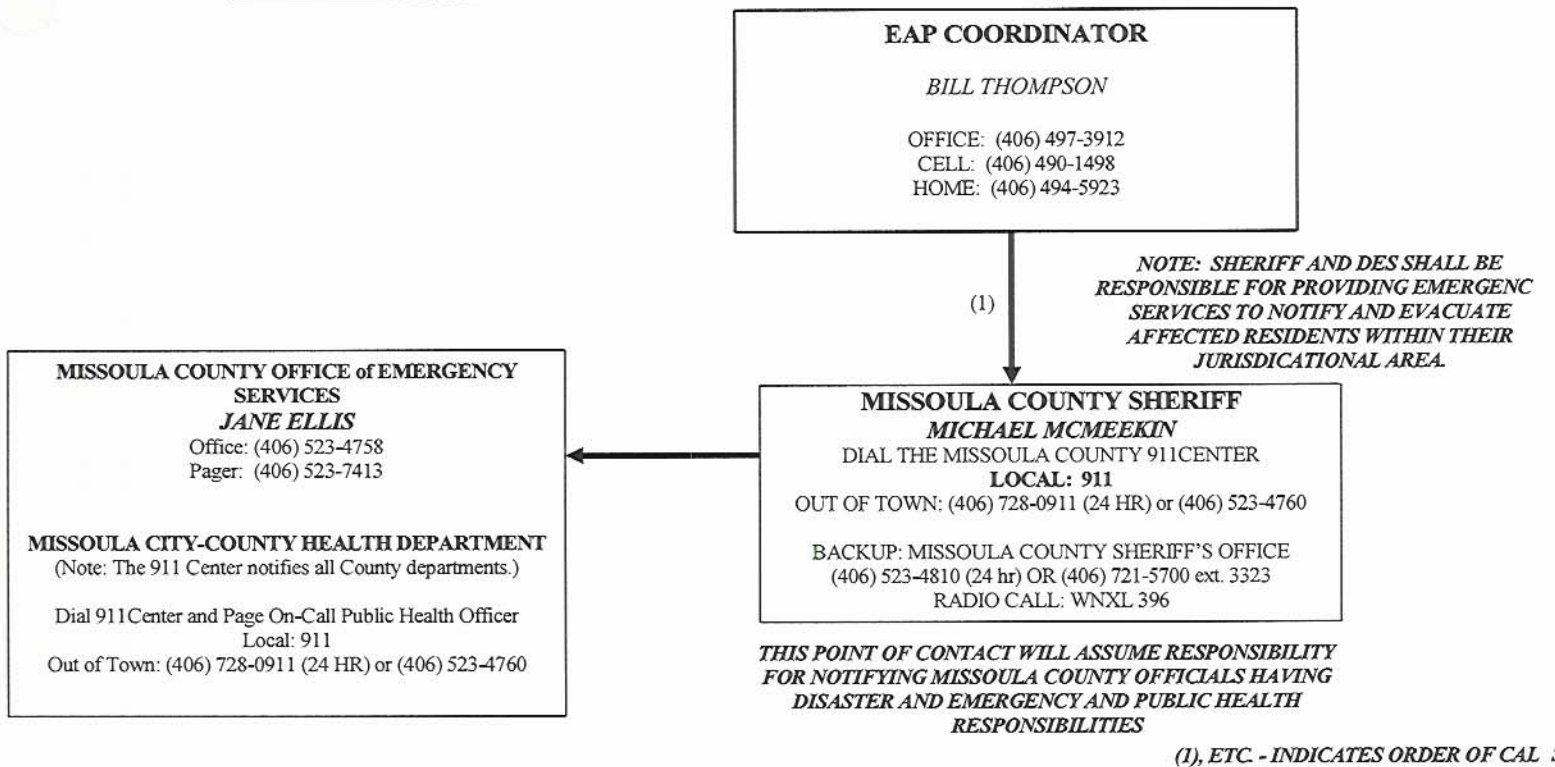 EAP COORDINATOR
BILL THOMPSON
OFFICE: (406) 497-3912
CELL: (406) 490-1498
HOME: (406) 494-5923
(1)
NOTE: SHERIFF AND DES SHALL BE
RESPONSIBLE FOR PROVIDING EMERGENC
SERVICES TO NOTIFY AND EVACUATE
AFFECTED RESIDENTS WITHIN THEIR
JURISDICATIONAL AREA.
MISSOULA COUNTY OFFICE of EMERGENCY
SERVICES
JANE ELLIS
Office: (406) 523-4758
Pager: (406) 523-7413
MISSOULA CITY-COUNTY HEALTH DEPARTMENT
(Note: The 911 Center notifies all County departments.)
Dial 911Center and Page On-Call Public Health Officer
Local: 911
Out of Town: (406) 728-0911 (24 HR) or (406) 523-4760
MISSOULA COUNTY SHERIFF
MICHAEL MCMEEKIN
DIAL THE MISSOULA COUNTY 911CENTER
LOCAL: 911
OUT OF TOWN: (406) 728-0911 (24 HR) or (406) 523-4760
BACKUP: MISSOULA COUNTY SHERIFF'S OFFICE
(406) 523-4810 (24 hr) OR (406) 721-5700 ext. 3323
RADIO CALL: WNXL 396
THIS POINT OF CONTACT WILL ASSUME RESPONSIBILITY
FOR NOTIFYING MISSOULA COUNTY OFFICIALS HAVING
DISASTER AND EMERGENCY AND PUBLIC HEALTH
RESPONSIBILITIES
(1), ETC. - INDICATES ORDER OF CAL